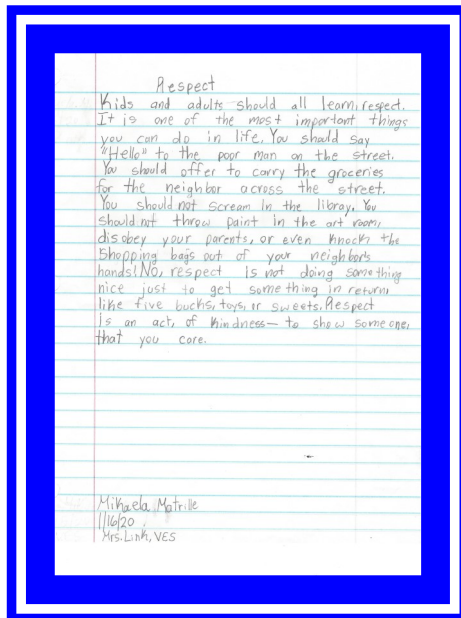 Respect
Kids and adults should all learn respect.
It is one of the most important things
you can do in life. You should say
"Hello" to the poor man on the street.
You should offer to carry the groceries
for the neighbor across the street.
You should not scream in the libray. You
should not throw paint in the art room,
disobey your parents, or even knock the
shopping bags out of your neighbors
hands! No, respect is not doing something
nice just to get something in return,
like five bucks, toys, or sweets. Respect
is an act, of kindness— to show someone,
that you care.
Mikaela Matrille
1/16/20
Mrs. Link, VES